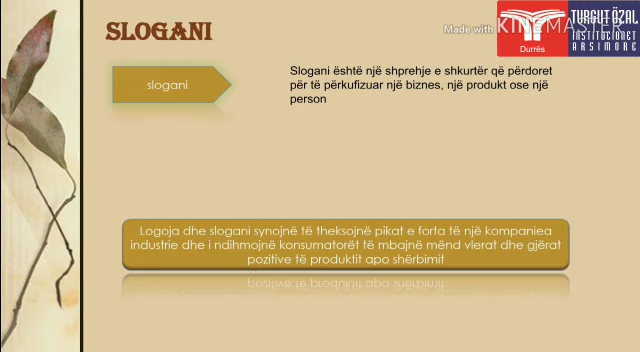 SLOGANI
Made with KINEMASTER
TURGUT ÖZAL
INSTITUCIONET
ARSIMORE
Durrës
slogani
Slogani është një shprehje e shkurtër që përdoret
për të përkufizuar një biznes, një produkt ose një
person
Logoja dhe slogani synojnë të theksojnë pikat e forta të një kompaniea
industrie dhe i ndihmojnë konsumatorët të mbajnë mënd vlerat dhe gjërat
pozitive të produktit apo shërbimit